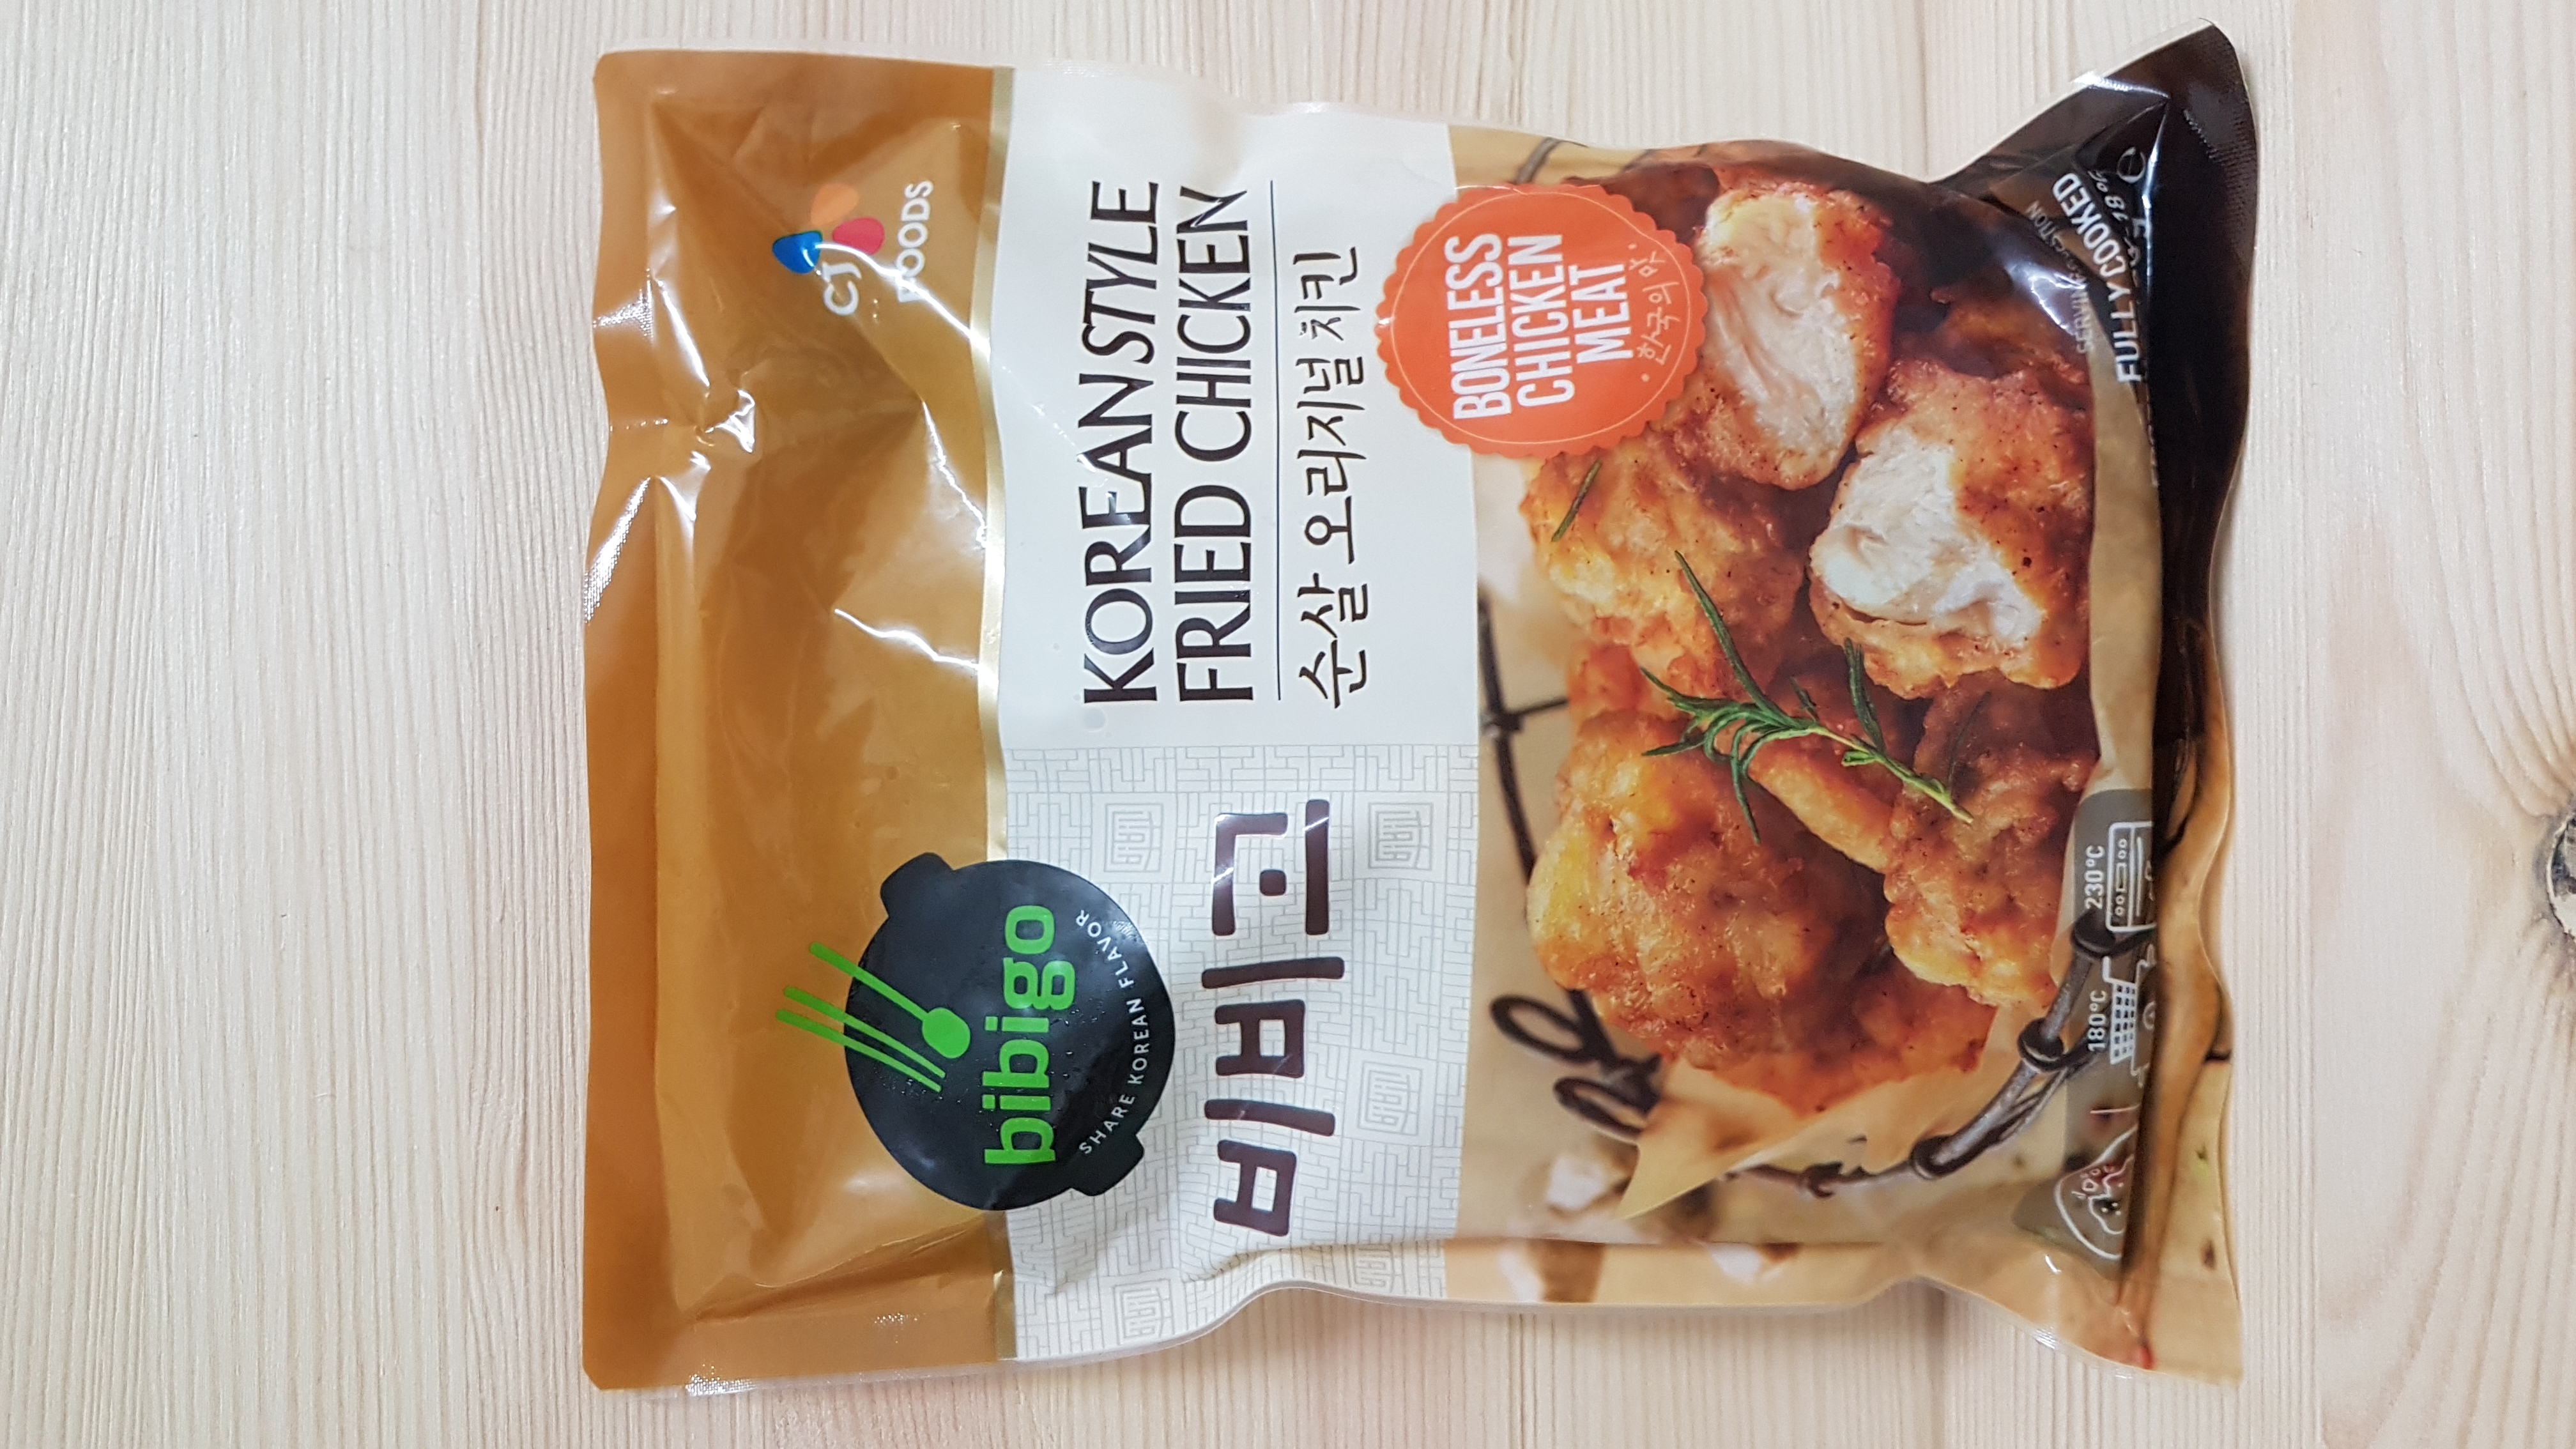 bibigo
SHARE KOREAN FLAVOR
비비고
CJ
FOODS
KOREAN STYLE
FRIED CHICKEN
순살 오리지널 치킨
BONELESS
CHICKEN
MEAT
한국의 맛
180°C
230°C
FULLY COOKED